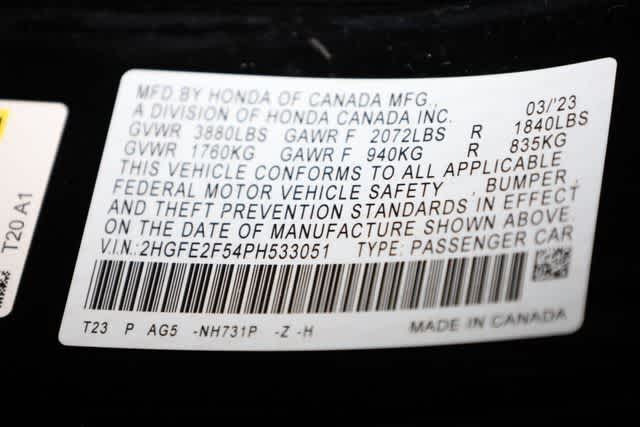 MFD BY HONDA OF CANADA MFG.,
A DIVISION OF HONDA CANADA INC. 03/'23
GVWR 3880LBS GAWR F 2072LBS R 1840LBS
GVWR 1760KG GAWR F 940KG R 835KG
THIS VEHICLE CONFORMS TO ALL APPLICABLE
FEDERAL MOTOR VEHICLE SAFETY , BUMPER ,
AND THEFT PREVENTION STANDARDS IN EFFECT
ON THE DATE OF MANUFACTURE SHOWN ABOVE.
V.I.N.:2HGFE2F54PH533051 TYPE: PASSENGER CAR
T23 P AG5 -NH731P -Z -H MADE IN CANADA
T20 A1